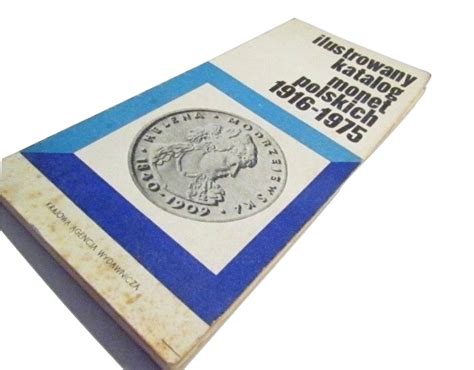 ilustrowany
katalog
monet
polskich
1916-1975
HELENA · MODRZEJEWSKA
1840-1909
KRAJOWA AGENCJA WYDAWNICZA